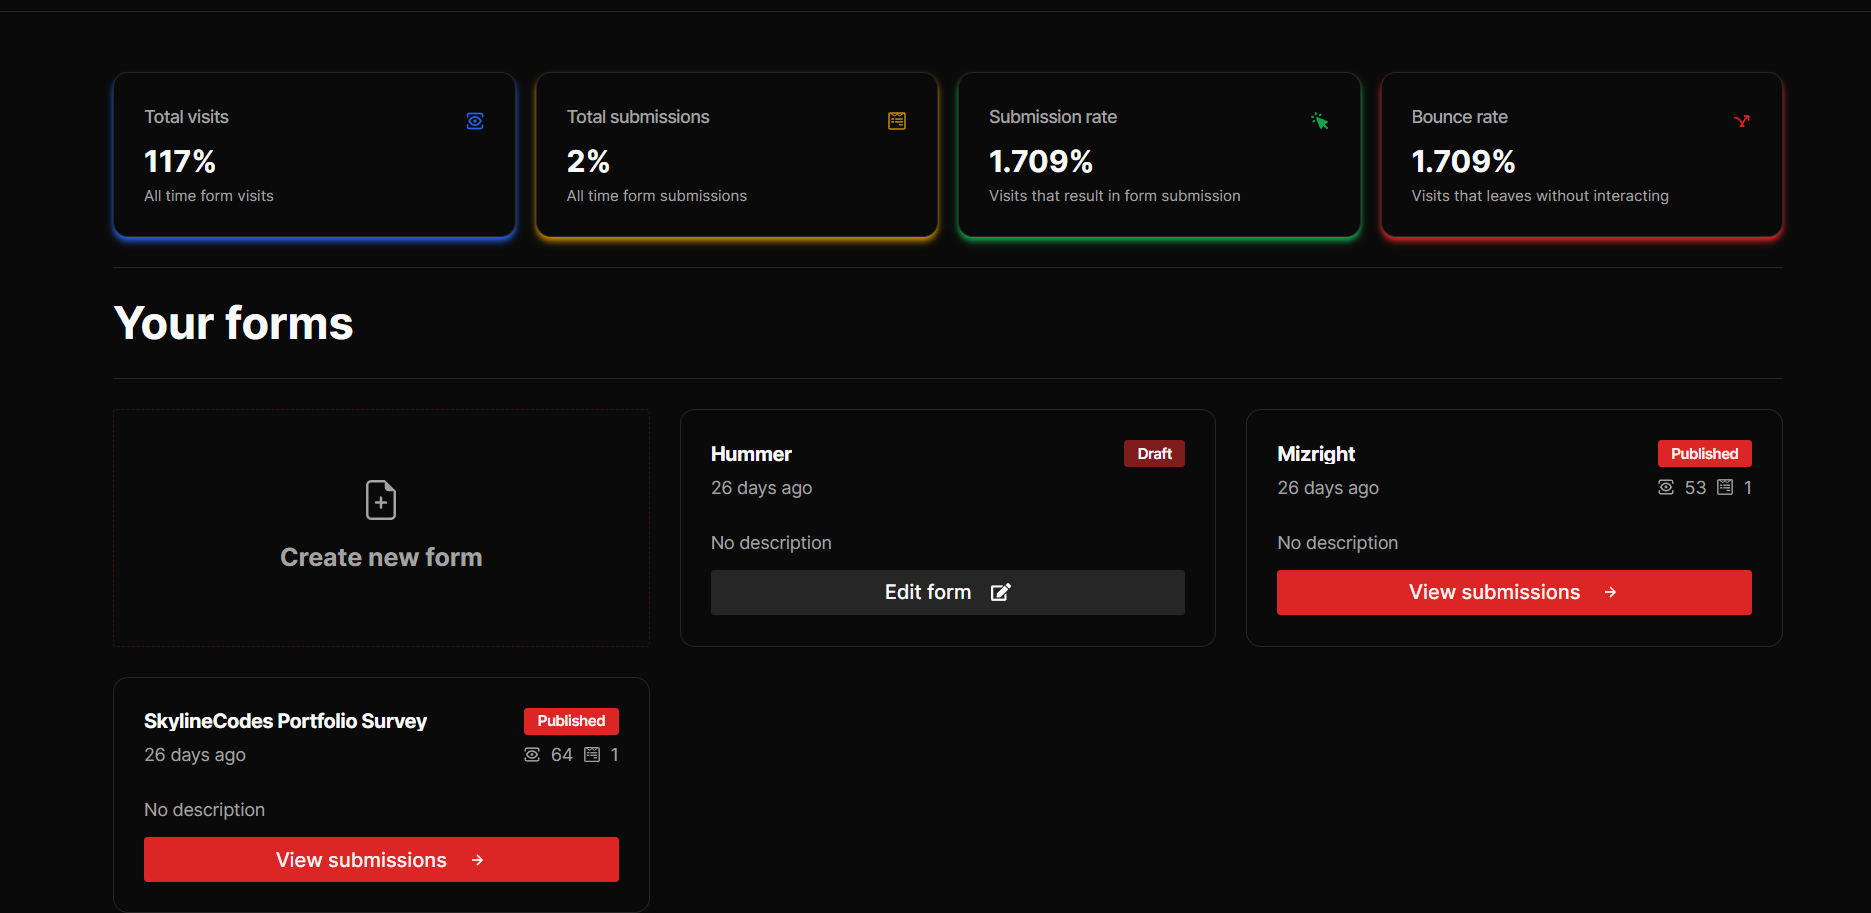 Total visits
117%
All time form visits
Total submissions
2%
All time form submissions
Submission rate
1.709%
Visits that result in form submission
Bounce rate
1.709%
Visits that leaves without interacting
Your forms
Create new form
Hummer
Draft
26 days ago
No description
Edit form
Mizright
Published
26 days ago
53 1
No description
View submissions
SkylineCodes Portfolio Survey
Published
26 days ago
64 1
No description
View submissions